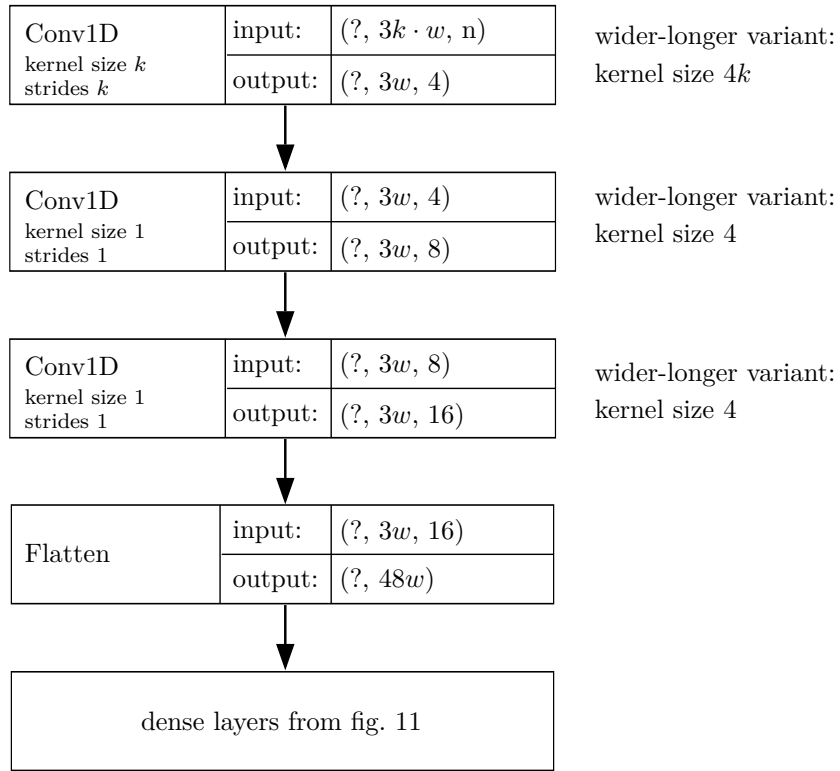 Conv1D
kernel size k
strides k
input: (?, 3k · w, n)
output: (?, 3w, 4)
wider-longer variant:
kernel size 4k
Conv1D
kernel size 1
strides 1
input: (?, 3w, 4)
output: (?, 3w, 8)
wider-longer variant:
kernel size 4
Conv1D
kernel size 1
strides 1
input: (?, 3w, 8)
output: (?, 3w, 16)
wider-longer variant:
kernel size 4
Flatten
input: (?, 3w, 16)
output: (?, 48w)
dense layers from fig. 11